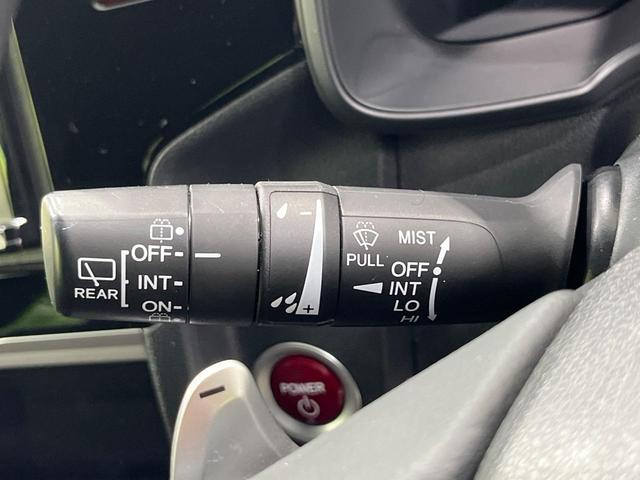 OFF
INT
ON
REAR
- 
+
PULL
MIST
OFF
INT
LO
HI
POWER
-